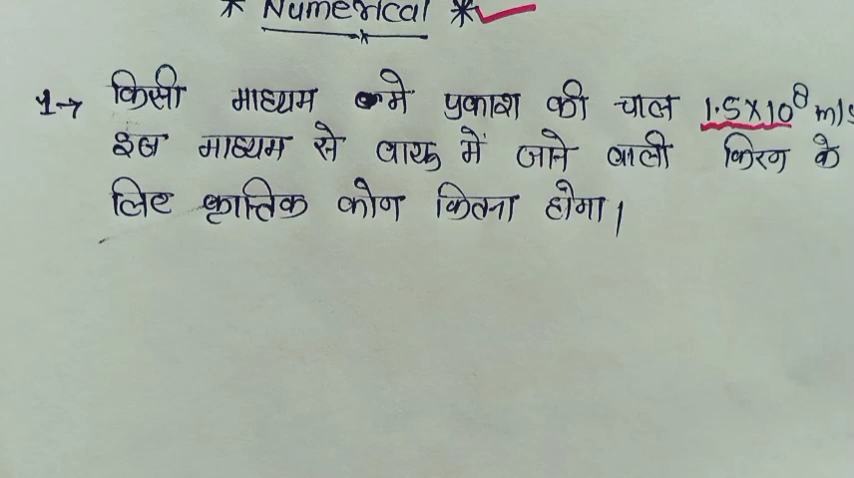 * Numerical *
1→ किसी माध्यम मे प्रकाश की चाल 1.5×10⁸ m/s
इस माध्यम से वायु में जाने वाली किरण के
लिए क्रान्तिक कोण कितना होगा।